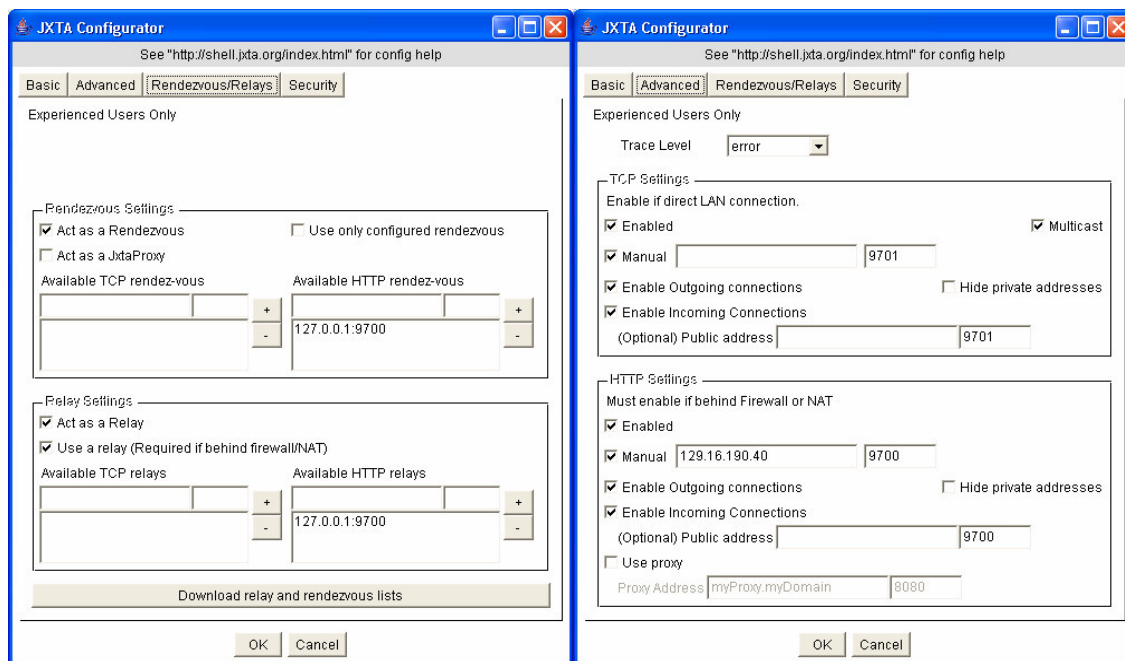 JXTA Configurator
See "http://shell.jxta.org/index.html" for config help
Basic Advanced Rendezvous/Relays Security
Experienced Users Only
Rendezvous Settings
Act as a Rendezvous Use only configured rendezvous
Act as a JxtaProxy
Available TCP rendez-vous Available HTTP rendez-vous
+ +
127.0.0.1:9700
- -
Relay Settings
Act as a Relay
Use a relay (Required if behind firewall/NAT)
Available TCP relays Available HTTP relays
+ +
127.0.0.1:9700
- -
Download relay and rendezvous lists
OK Cancel
JXTA Configurator
See "http://shell.jxta.org/index.html" for config help
Basic Advanced Rendezvous/Relays Security
Experienced Users Only
Trace Level error
TCP Settings
Enable if direct LAN connection.
Enabled Multicast
Manual 9701
Enable Outgoing connections Hide private addresses
Enable Incoming Connections
(Optional) Public address 9701
HTTP Settings
Must enable if behind Firewall or NAT
Enabled
Manual 129.16.190.40 9700
Enable Outgoing connections Hide private addresses
Enable Incoming Connections
(Optional) Public address 9700
Use proxy
Proxy Address myProxy.myDomain 8080
OK Cancel